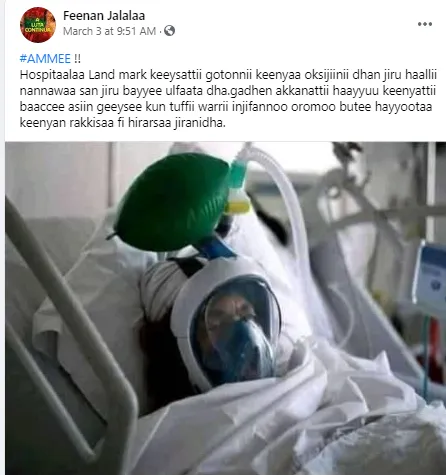 A LUTA CONTINUA
Feenan Jalalaa
March 3 at 9:51 AM ·
#AMMEE !!
Hospitaalaa Land mark keeysattii gotonnii keenyaa oksijiinii dhan jiru haallii
nannawaa san jiru bayyee ulfaata dha.gadhen akkanattii haayyuu keenyattii
baaccee asiin geeysee kun tuffii warrii injifannoo oromoo butee hayyootaa
keenyan rakkisaa fi hirarsaa jiranidha.